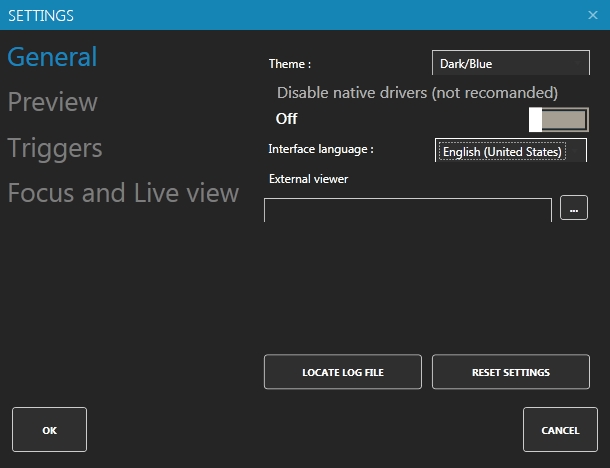 SETTINGS
General
Preview
Triggers
Focus and Live view
Theme :
Dark/Blue
Disable native drivers (not recomanded)
Off
Interface language :
English (United States)
External viewer
...
LOCATE LOG FILE
RESET SETTINGS
OK
CANCEL